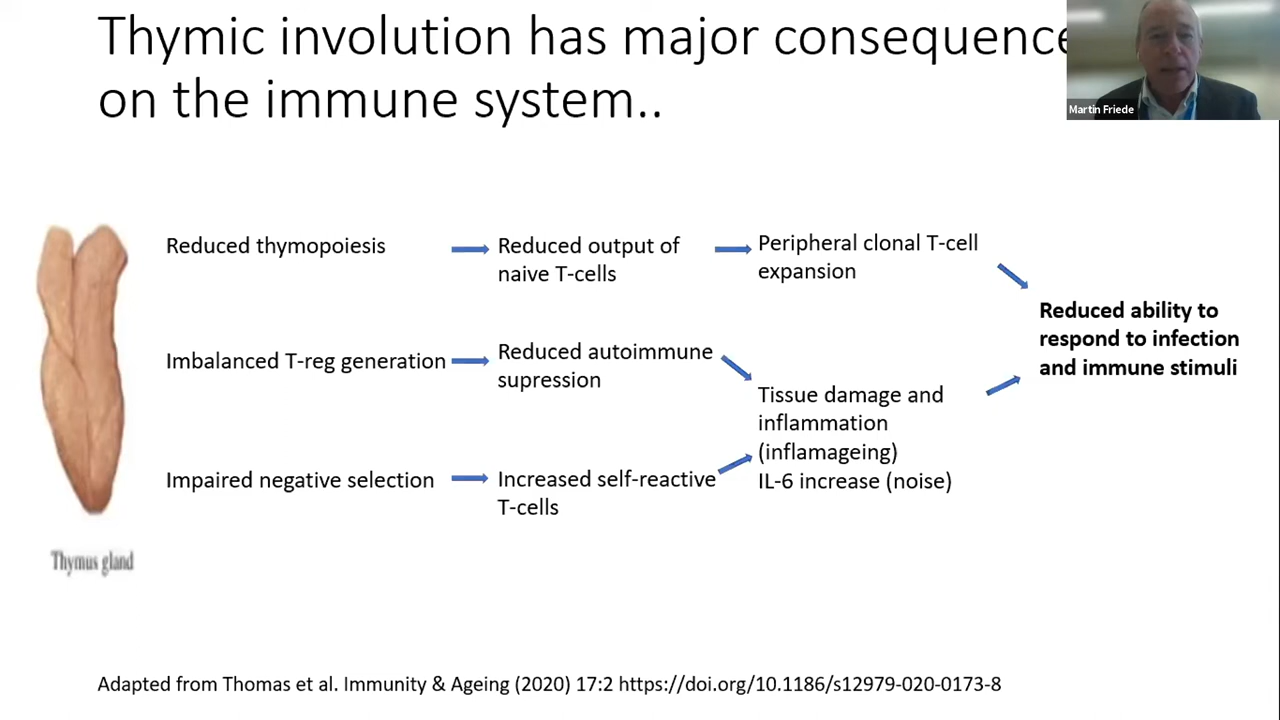 Thymic involution has major consequence
on the immune system..
Martin Friede
Reduced thymopoiesis
Reduced output of
naive T-cells
Peripheral clonal T-cell
expansion
Reduced ability to
respond to infection
and immune stimuli
Imbalanced T-reg generation
Reduced autoimmune
supression
Tissue damage and
inflammation
(inflamageing)
IL-6 increase (noise)
Impaired negative selection
Increased self-reactive
T-cells
Thymus gland
Adapted from Thomas et al. Immunity & Ageing (2020) 17:2 https://doi.org/10.1186/s12979-020-0173-8